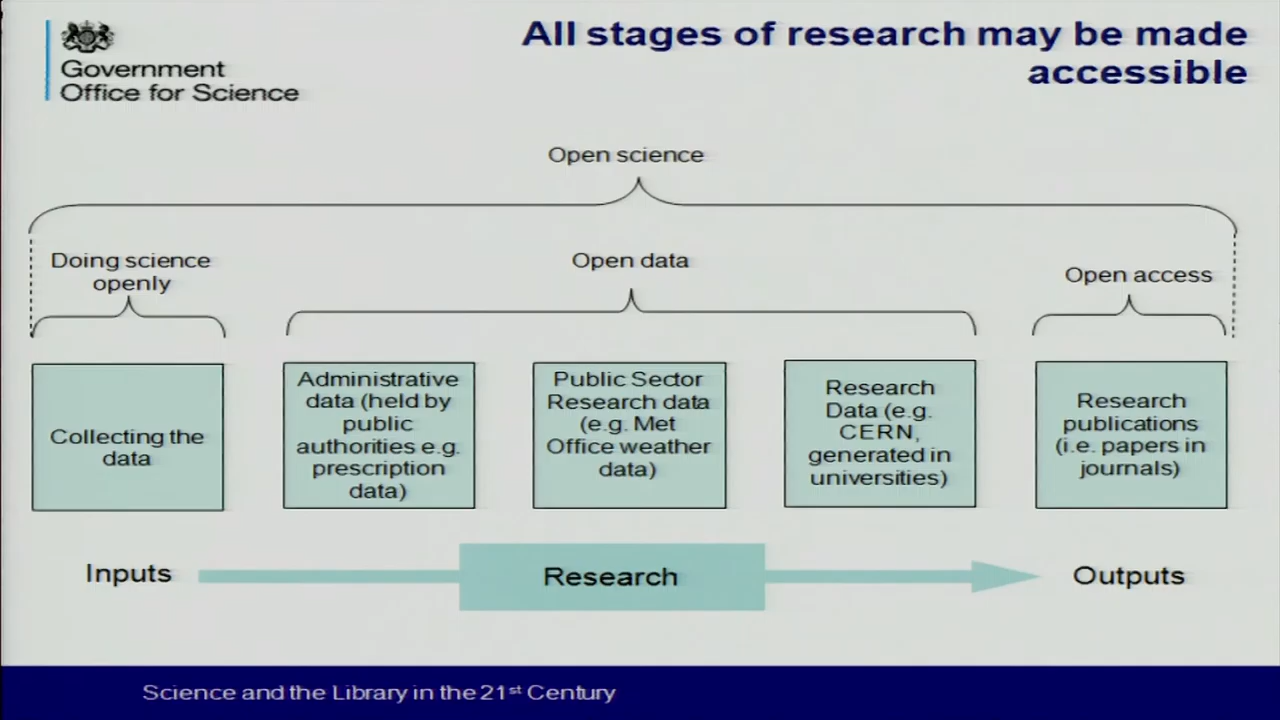 Government
Office for Science
All stages of research may be made
accessible
Open science
Doing science
openly
Open data
Open access
Collecting the
data
Administrative
data (held by
public
authorities e.g.
prescription
data)
Public Sector
Research data
(e.g. Met
Office weather
data)
Research
Data (e.g.
CERN,
generated in
universities)
Research
publications
(i.e. papers in
journals)
Inputs
Research
Outputs
Science and the Library in the 21st Century